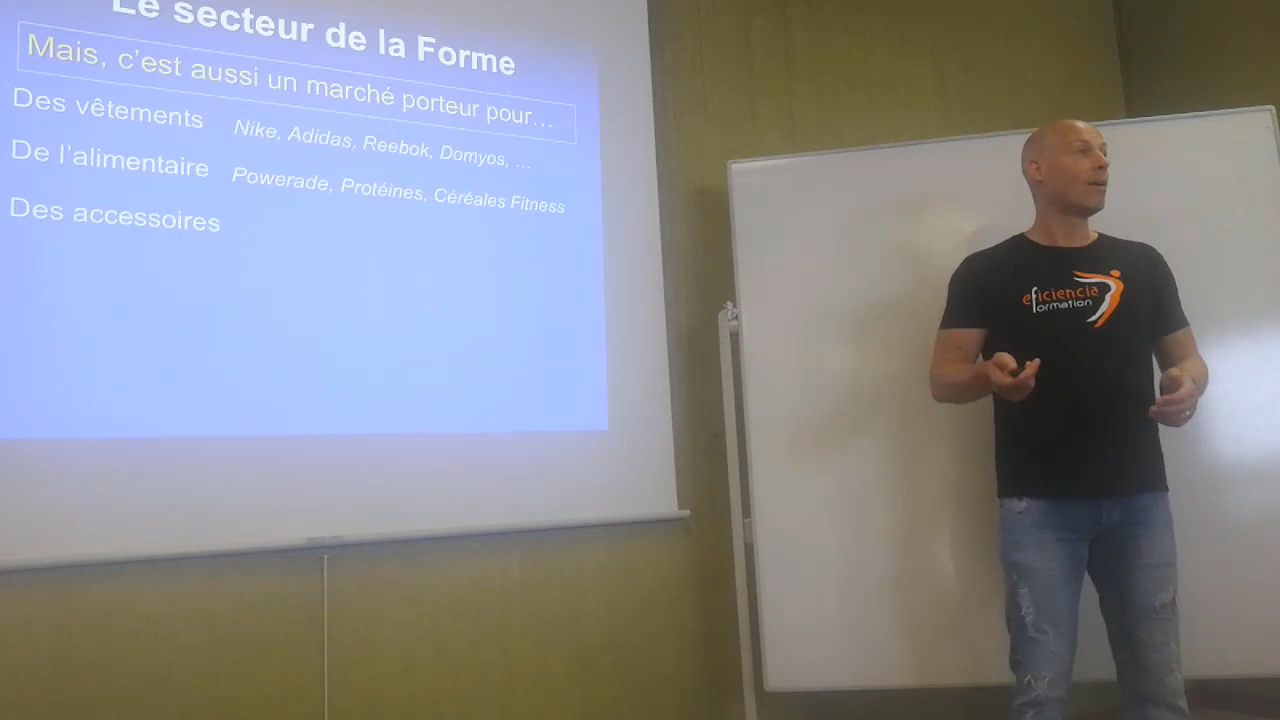 Le secteur de la Forme
Mais, c'est aussi un marché porteur pour...
Des vêtements Nike, Adidas, Reebok, Domyos, ...
De l'alimentaire Powerade, Protéines, Céréales Fitness
Des accessoires
eficiencia
formation